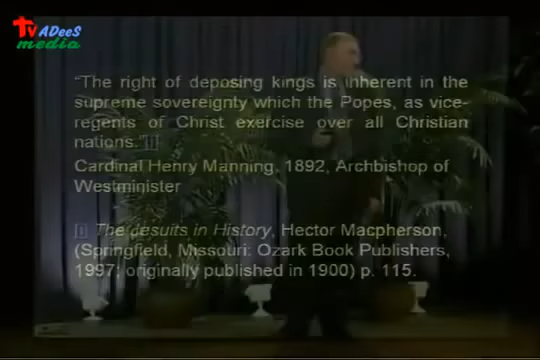 TV ADeeS
media
“The right of deposing kings is inherent in the
supreme sovereignty which the Popes, as vice-
regents of Christ exercise over all Christian
nations.”[i]
Cardinal Henry Manning, 1892, Archbishop of
Westminister
[i] The Jesuits in History, Hector Macpherson,
(Springfield, Missouri: Ozark Book Publishers,
1997; originally published in 1900) p. 115.